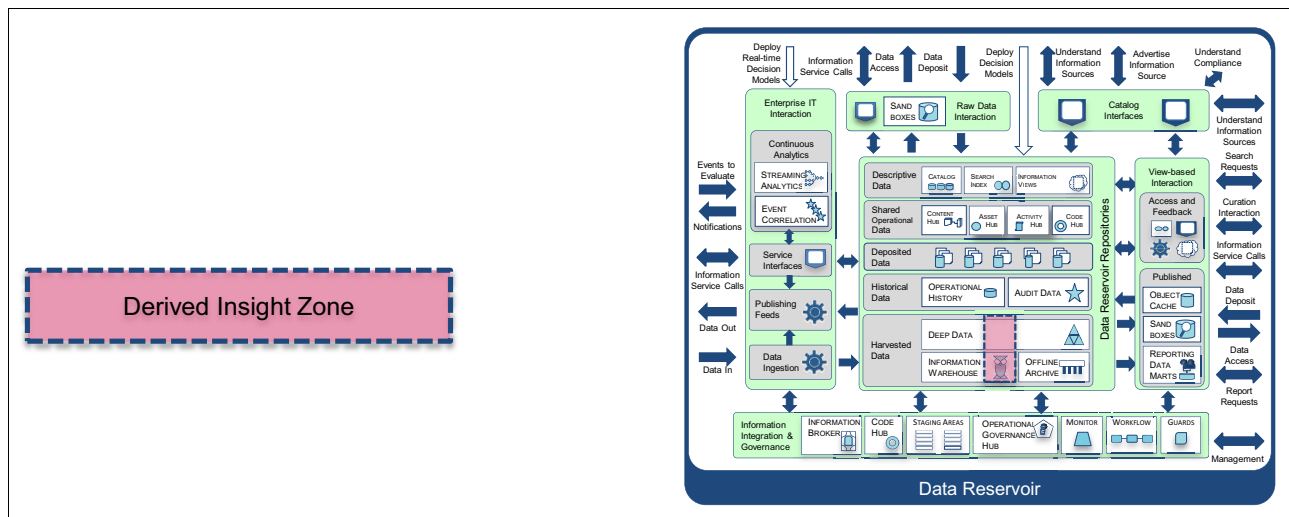 Derived Insight Zone
Deploy
Real-time
Decision
Models
Information
Service Calls
Data
Access
Data
Deposit
Deploy
Decision
Models
Understand
Information
Sources
Advertise
Information
Source
Understand
Compliance
Enterprise IT
Interaction
SAND
BOXES
Raw Data
Interaction
Catalog
Interfaces
Understand
Information
Sources
Continuous
Analytics
STREAMING
ANALYTICS
EVENT
CORRELATION
Events to
Evaluate
Notifications
Service
Interfaces
Information
Service Calls
Publishing
Feeds
Data Out
Data
Ingestion
Data In
Descriptive
Data
CATALOG
SEARCH
INDEX
INFORMATION
VIEWS
Shared
Operational
Data
CONTENT
HUB
ASSET
HUB
ACTIVITY
HUB
CODE
HUB
Deposited
Data
Historical
Data
OPERATIONAL
HISTORY
AUDIT DATA
Harvested
Data
DEEP DATA
INFORMATION
WAREHOUSE
OFFLINE
ARCHIVE
Data Reservoir Repositories
View-based
Interaction
Access and
Feedback
Published
OBJECT
CACHE
SAND
BOXES
REPORTING
DATA
MARTS
Search
Requests
Curation
Interaction
Information
Service Calls
Data
Deposit
Data
Access
Report
Requests
Information
Integration &
Governance
INFORMATION
BROKER
CODE
HUB
STAGING AREAS
OPERATIONAL
GOVERNANCE
HUB
MONITOR
WORKFLOW
GUARDS
Management
Data Reservoir